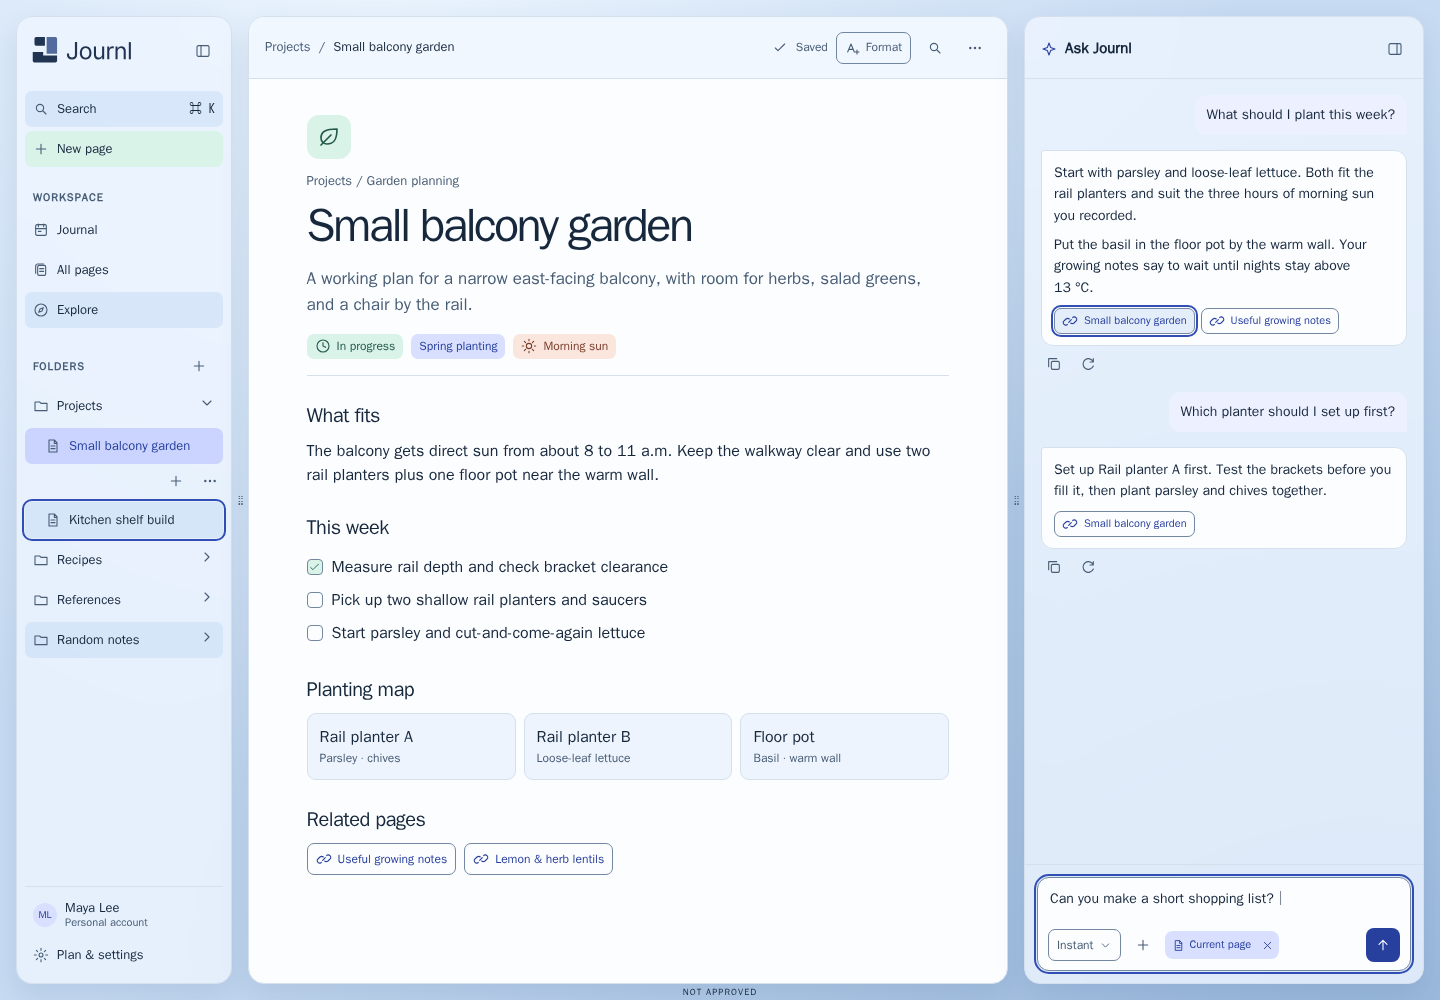 Journl
Search ⌘ K
New page
WORKSPACE
Journal
All pages
Explore
FOLDERS
Projects
Small balcony garden
Kitchen shelf build
Recipes
References
Random notes
ML
Maya Lee
Personal account
Plan & settings
Projects / Small balcony garden
Saved
Format
Projects / Garden planning
Small balcony garden
A working plan for a narrow east-facing balcony, with room for herbs, salad greens,
and a chair by the rail.
In progress
Spring planting
Morning sun
What fits
The balcony gets direct sun from about 8 to 11 a.m. Keep the walkway clear and use two
rail planters plus one floor pot near the warm wall.
This week
Measure rail depth and check bracket clearance
Pick up two shallow rail planters and saucers
Start parsley and cut-and-come-again lettuce
Planting map
Rail planter A
Parsley · chives
Rail planter B
Loose-leaf lettuce
Floor pot
Basil · warm wall
Related pages
Useful growing notes
Lemon & herb lentils
Ask Journl
What should I plant this week?
Start with parsley and loose-leaf lettuce. Both fit the
rail planters and suit the three hours of morning sun
you recorded.
Put the basil in the floor pot by the warm wall. Your
growing notes say to wait until nights stay above
13 °C.
Small balcony garden
Useful growing notes
Which planter should I set up first?
Set up Rail planter A first. Test the brackets before you
fill it, then plant parsley and chives together.
Small balcony garden
Can you make a short shopping list?
Instant
Current page
NOT APPROVED